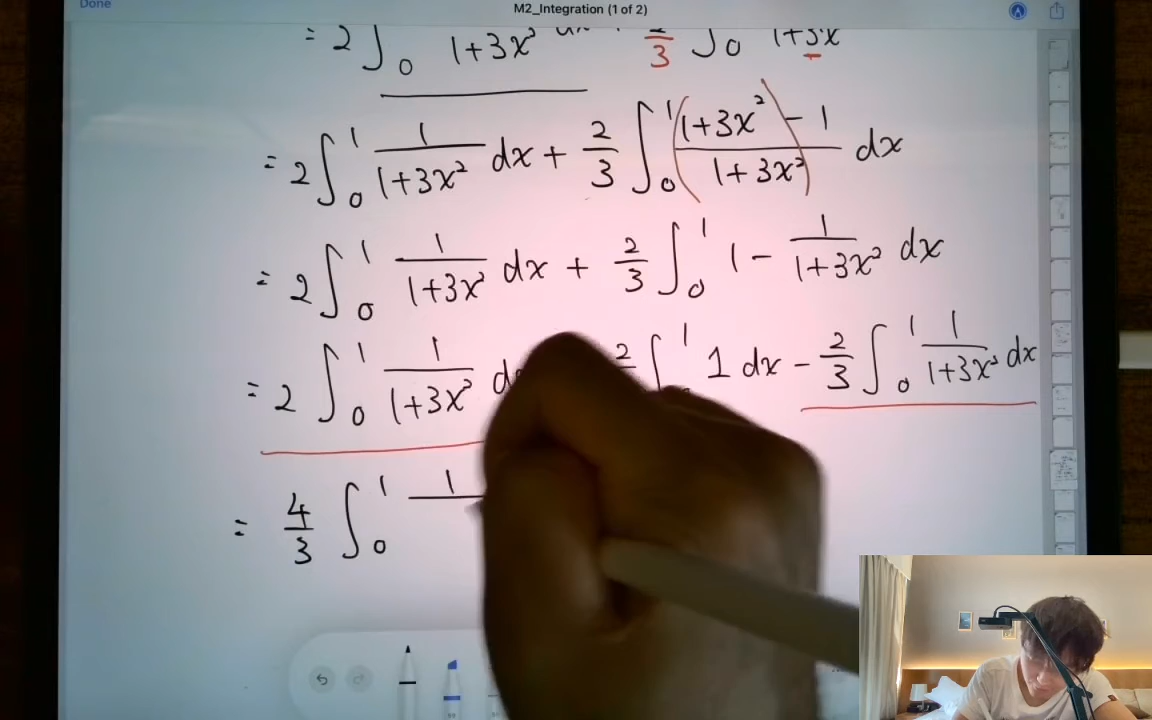 Done M2_Integration (1 of 2)
= 2 ∫₀ 1+3x² 2/3 ∫₀ 1+3x
= 2 ∫₀¹ 1/(1+3x²) dx + 2/3 ∫₀¹ ((1+3x²) - 1)/(1+3x²) dx
= 2 ∫₀¹ 1/(1+3x²) dx + 2/3 ∫₀¹ 1 - 1/(1+3x²) dx
= 2 ∫₀¹ 1/(1+3x²) d 2 ∫ ¹ 1 dx - 2/3 ∫₀¹ 1/(1+3x²) dx
= 4/3 ∫₀¹ 1